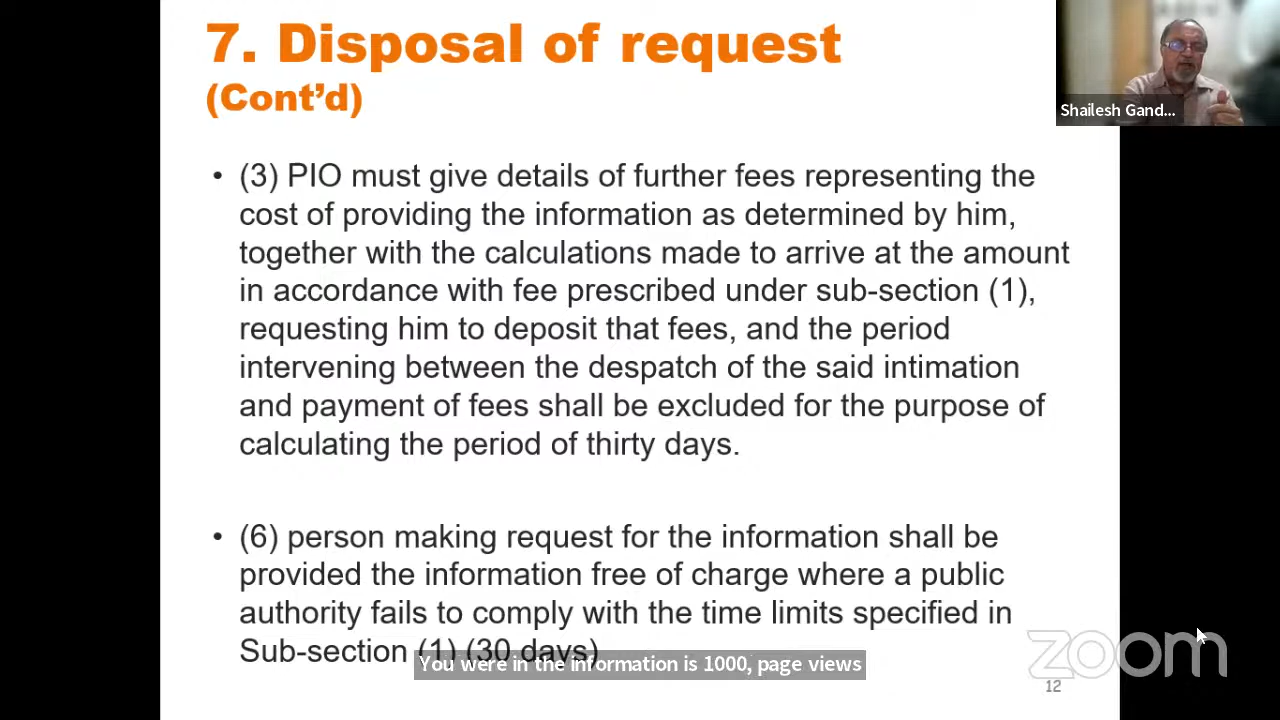 7. Disposal of request
(Cont'd)
Shailesh Gand...
• (3) PIO must give details of further fees representing the
cost of providing the information as determined by him,
together with the calculations made to arrive at the amount
in accordance with fee prescribed under sub-section (1),
requesting him to deposit that fees, and the period
intervening between the despatch of the said intimation
and payment of fees shall be excluded for the purpose of
calculating the period of thirty days.
• (6) person making request for the information shall be
provided the information free of charge where a public
authority fails to comply with the time limits specified in
Sub-section (1) (30 days)
You were in the information is 1000, page views
zoom
12